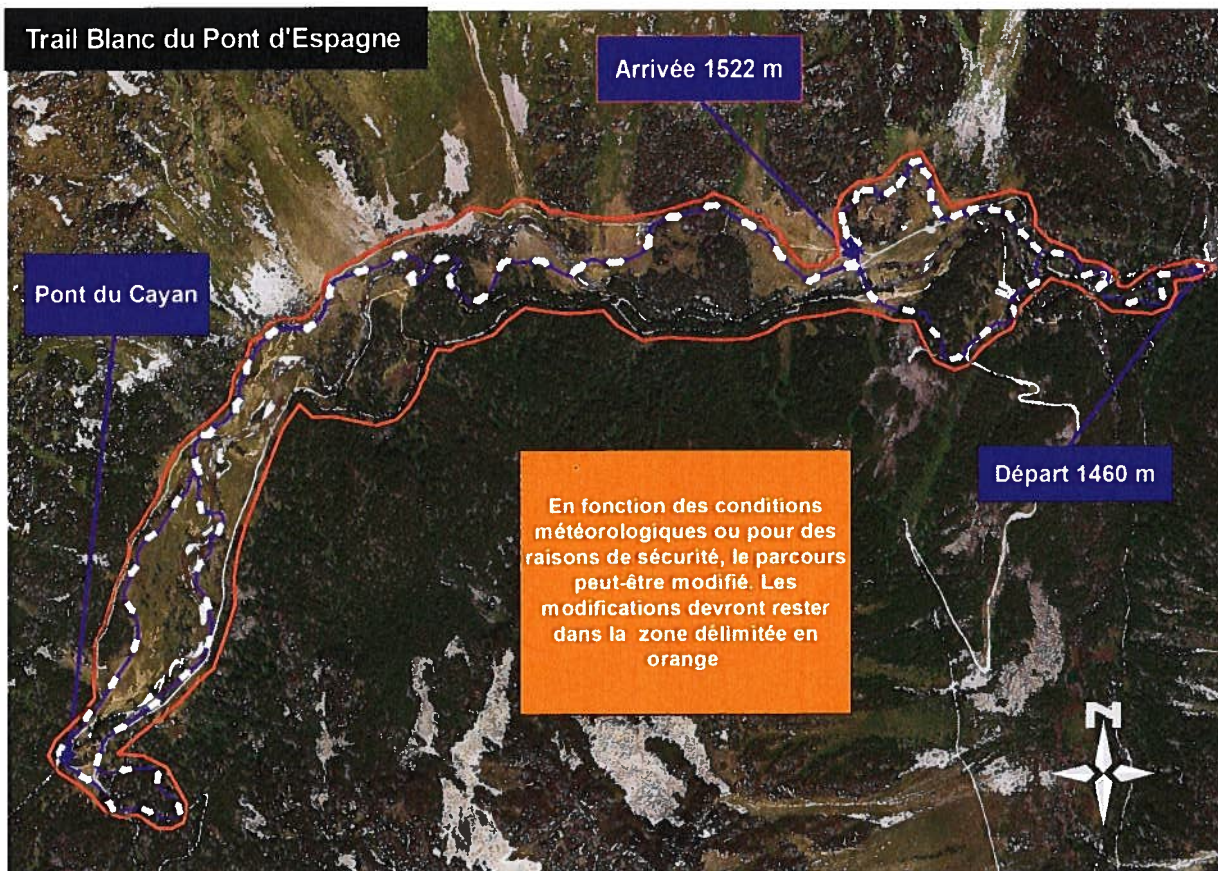 Trail Blanc du Pont d'Espagne
Arrivée 1522 m
Pont du Cayan
Départ 1460 m
En fonction des conditions
météorologiques ou pour des
raisons de sécurité, le parcours
peut-être modifié. Les
modifications devront rester
dans la zone délimitée en
orange
N